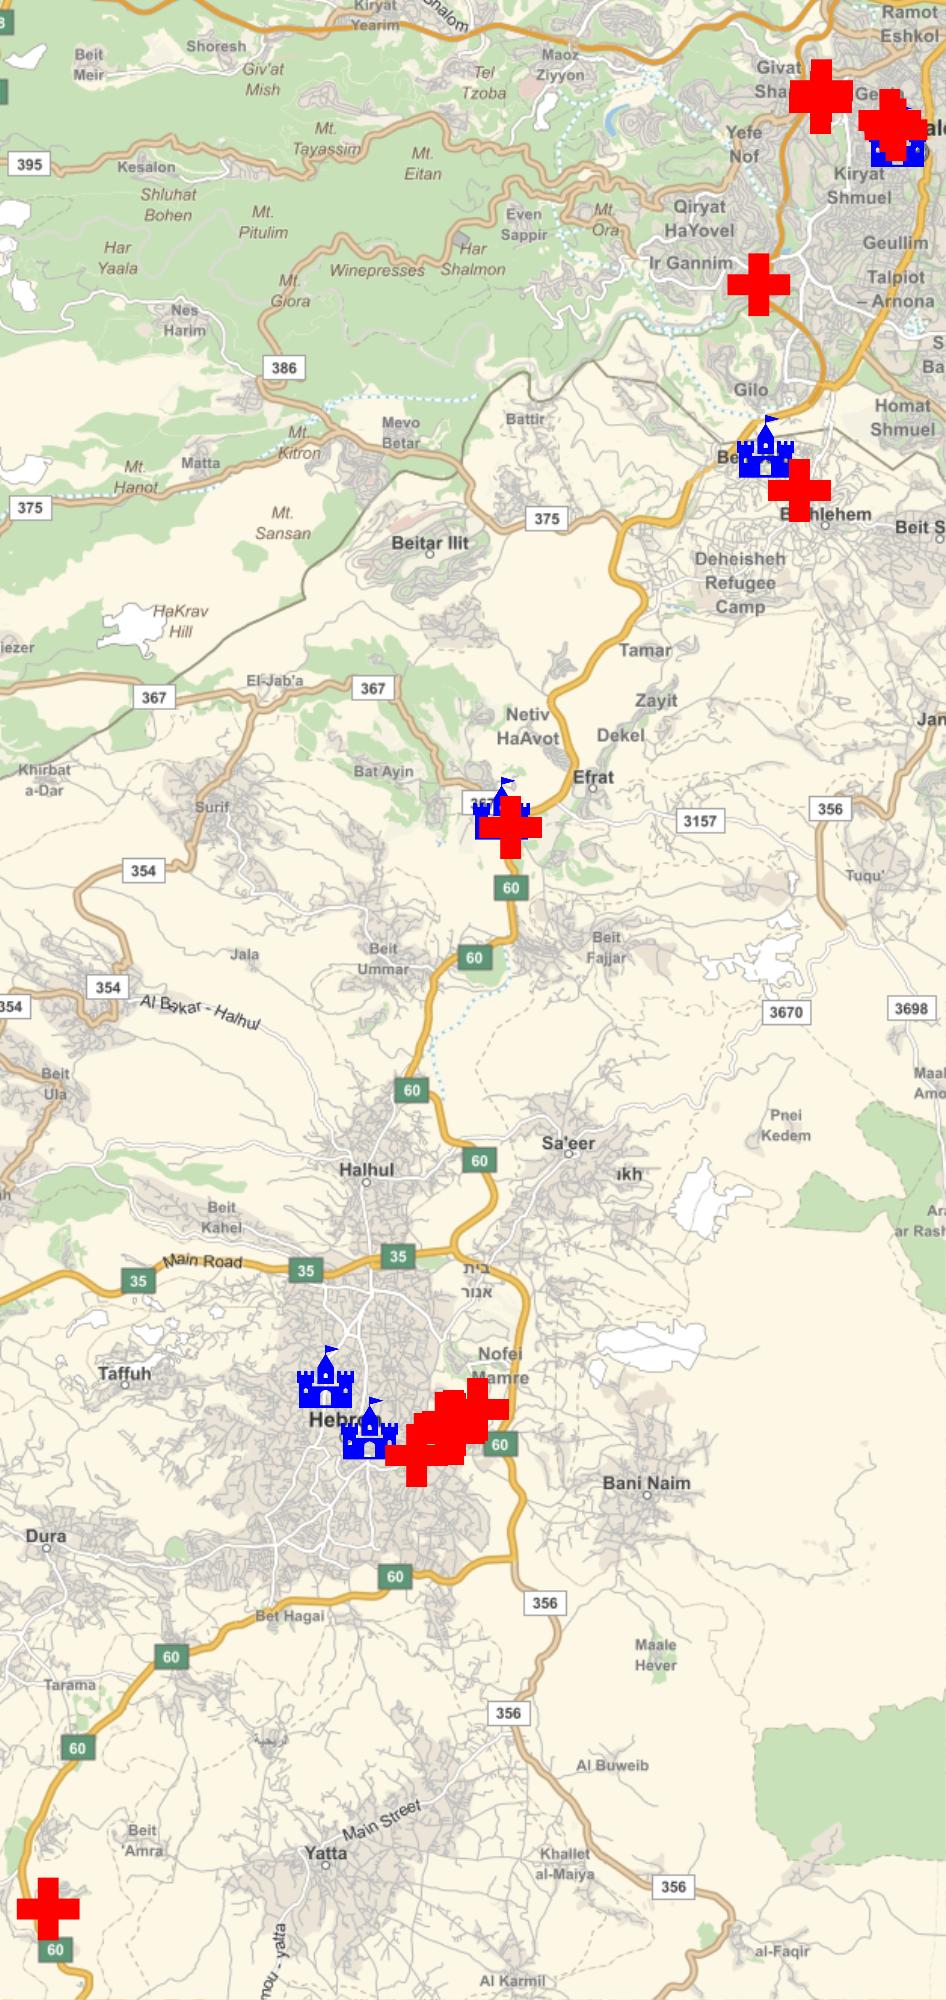 Kiryat
Yearim
Shalom
Ramot
Eshkol
Beit
Meir
Shoresh
Giv'at
Mish
Tel
Tzoba
Maoz
Ziyyon
Givat
395
Kesalon
Mt.
Tayassim
Mt.
Eitan
Yefe
Nof
Kiryat
Shmuel
Shluhat
Bohen
Mt.
Pitulim
Even
Sappir
Mt.
Ora
Qiryat
HaYovel
Har
Yaala
Har
Shalmon
Winepresses
Ir Gannim
Geullim
Talpiot
– Arnona
Mt.
Giora
Nes
Harim
386
Gilo
Homat
Shmuel
Mevo
Betar
Battir
Mt.
Kitron
Matta
Mt.
Hanot
375
375
Mt.
Sansan
Beitar Illit
Beit S
Deheisheh
Refugee
Camp
HaKrav
Hill
iezer
Tamar
El-Jab'a
367
367
Zayit
Netiv
HaAvot
Dekel
Jan
Khirbat
a-Dar
Bat Ayin
Efrat
Surif
3157
356
354
Tuqu'
60
Beit
Ummar
Beit
Fajjar
Jala
60
354
354
Al Bakar - Halhul
3670
3698
Beit
Ula
60
Maal
Amo
Pnei
Kedem
Sa'eer
60
Halhul
ıkh
Beit
Kahel
Ara
ar Rash
Main Road
35
35
35
בית
אנור
Taffuh
Nofei
Mamre
60
Bani Naim
Dura
60
356
Bet Hagai
60
Maale
Hever
Tarama
356
60
Al Buweib
Main Street
Beit
'Amra
Yatta
Khallet
al-Maiya
356
60
al-Faqir
mou - yatta
Al Karmil